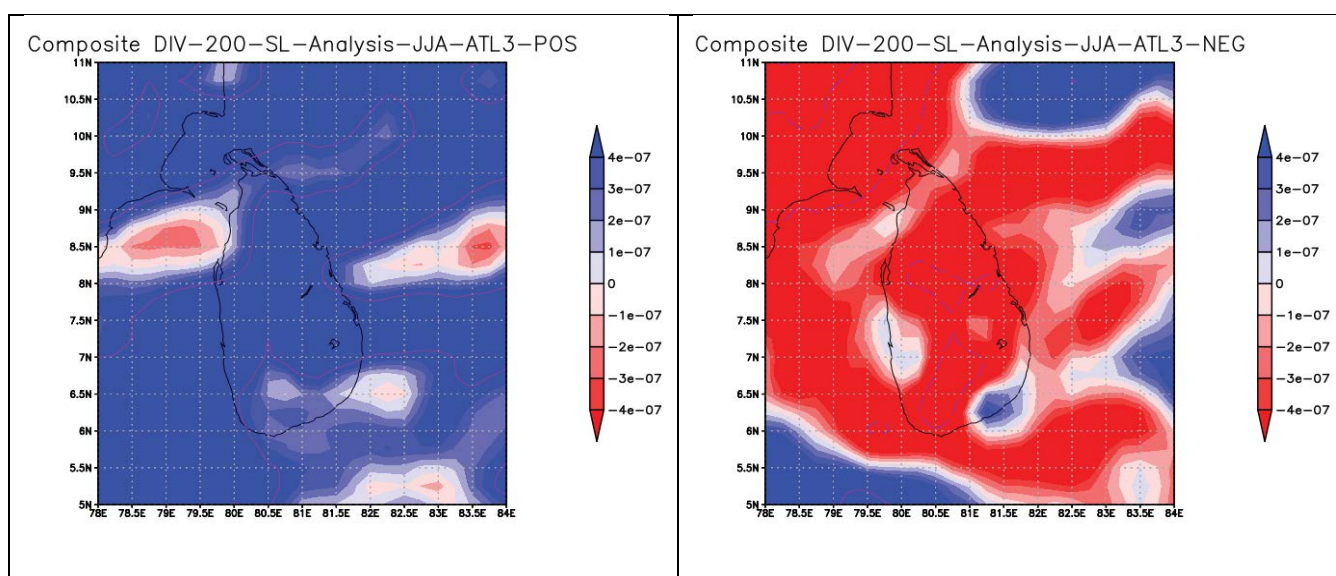 Composite DIV-200-SL-Analysis-JJA-ATL3-POS
11N
10.5N
10N
9.5N
9N
8.5N
8N
7.5N
7N
6.5N
6N
5.5N
5N
78E 78.5E 79E 79.5E 80E 80.5E 81E 81.5E 82E 82.5E 83E 83.5E 84E
4e-07
3e-07
2e-07
1e-07
0
-1e-07
-2e-07
-3e-07
-4e-07
Composite DIV-200-SL-Analysis-JJA-ATL3-NEG
11N
10.5N
10N
9.5N
9N
8.5N
8N
7.5N
7N
6.5N
6N
5.5N
5N
78E 78.5E 79E 79.5E 80E 80.5E 81E 81.5E 82E 82.5E 83E 83.5E 84E
4e-07
3e-07
2e-07
1e-07
0
-1e-07
-2e-07
-3e-07
-4e-07